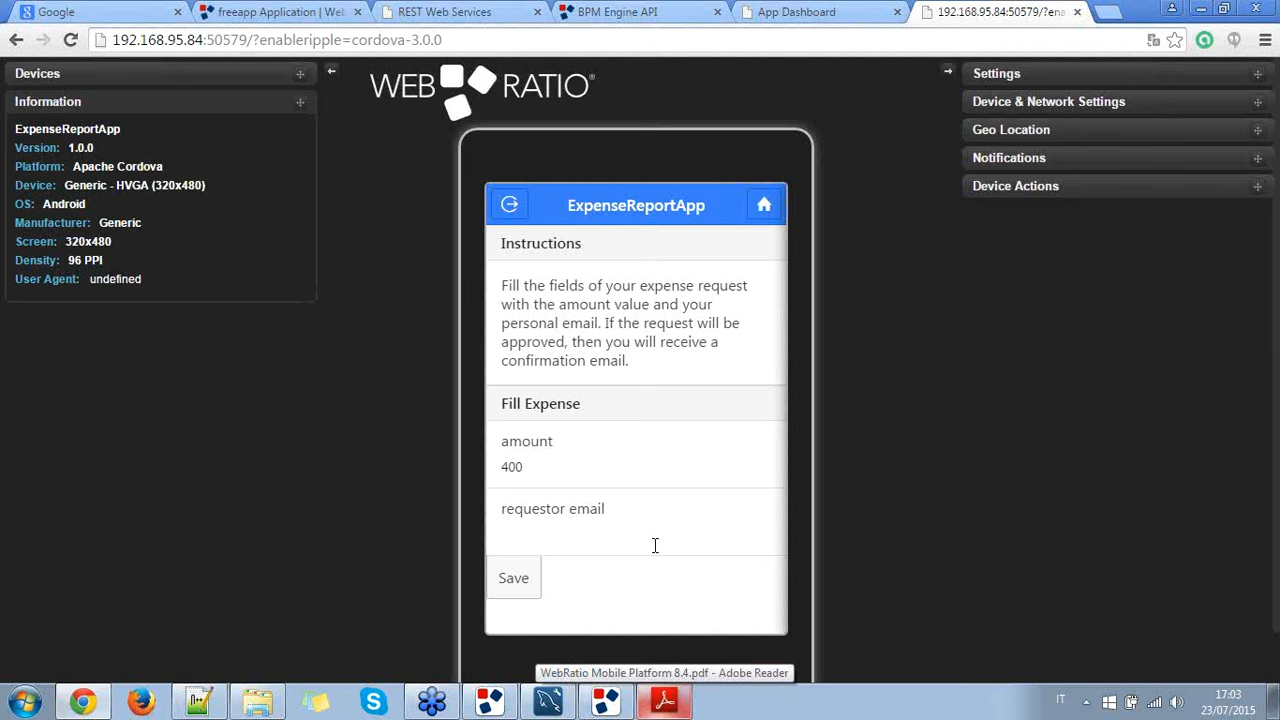 Google
freeapp Application | Web
REST Web Services
BPM Engine API
App Dashboard
192.168.95.84:50579/?ena
192.168.95.84:50579/?enableripple=cordova-3.0.0
Devices
Information
ExpenseReportApp
Version: 1.0.0
Platform: Apache Cordova
Device: Generic - HVGA (320x480)
OS: Android
Manufacturer: Generic
Screen: 320x480
Density: 96 PPI
User Agent: undefined
WEB RATIO®
ExpenseReportApp
Instructions
Fill the fields of your expense request
with the amount value and your
personal email. If the request will be
approved, then you will receive a
confirmation email.
Fill Expense
amount
400
requestor email
Save
Settings
Device & Network Settings
Geo Location
Notifications
Device Actions
WebRatio Mobile Platform 8.4.pdf - Adobe Reader
IT
17:03
23/07/2015